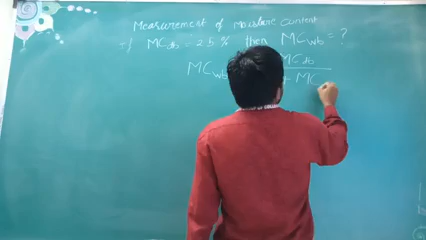 Measurement of Moisture Content
If MCdb = 25 % then MCwb = ?
MCwb MCdb
+ MC